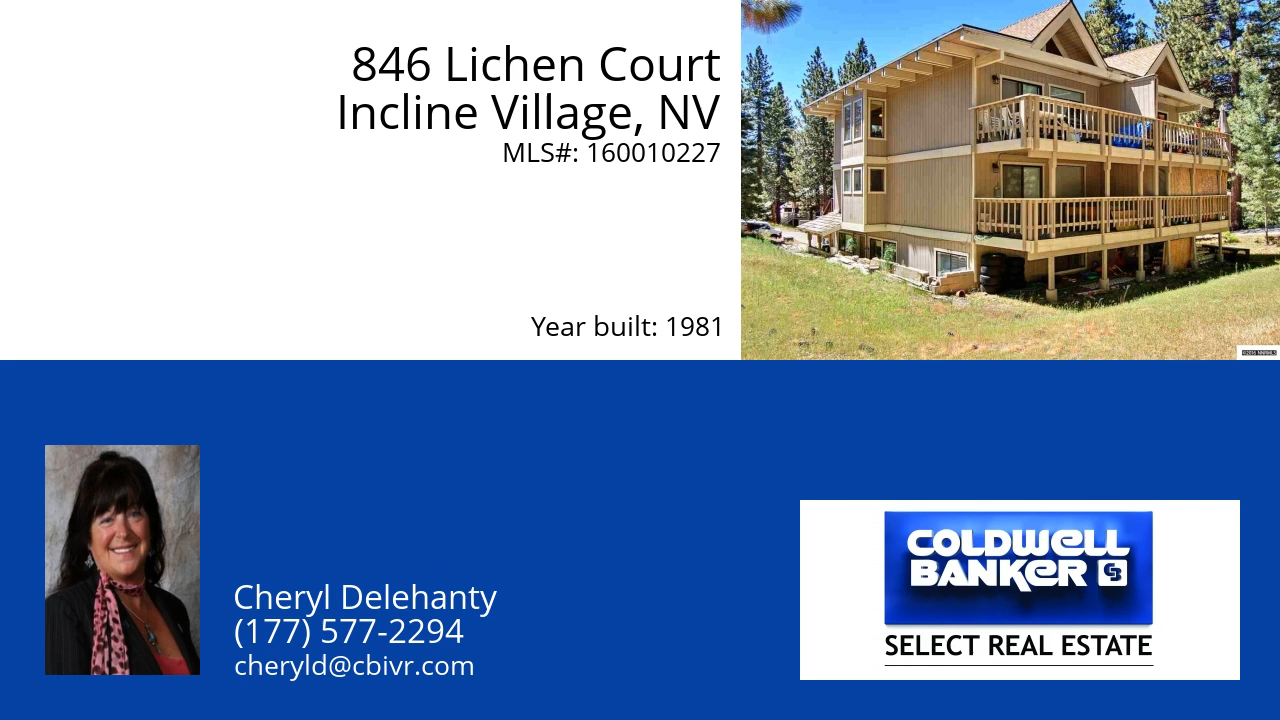 846 Lichen Court
Incline Village, NV
MLS#: 160010227
Year built: 1981
Cheryl Delehanty
(177) 577-2294
cheryld@cbivr.com
COLDWELL
BANKER CB
SELECT REAL ESTATE